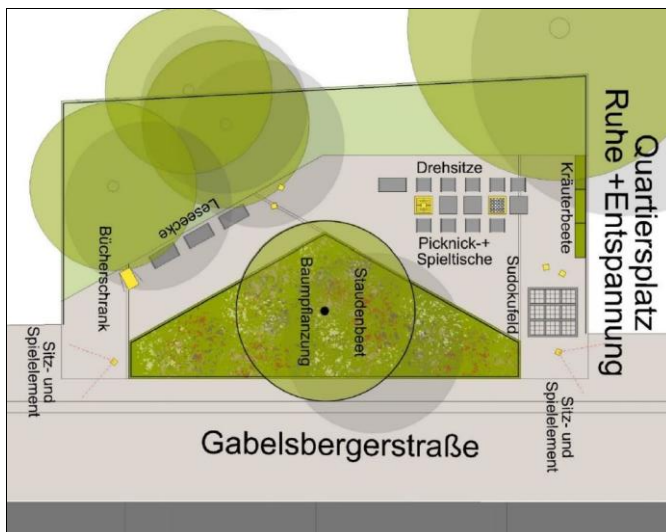 Quartiersplatz
Ruhe +Entspannung
Drehsitze
Kräuterbeete
Leseecke
Picknick-+
Spieltische
Bücherschrank
Staudenbeet
Baumpflanzung
Sudokufeld
Sitz- und
Spielelement
Sitz- und
Spielelement
Gabelsbergerstraße